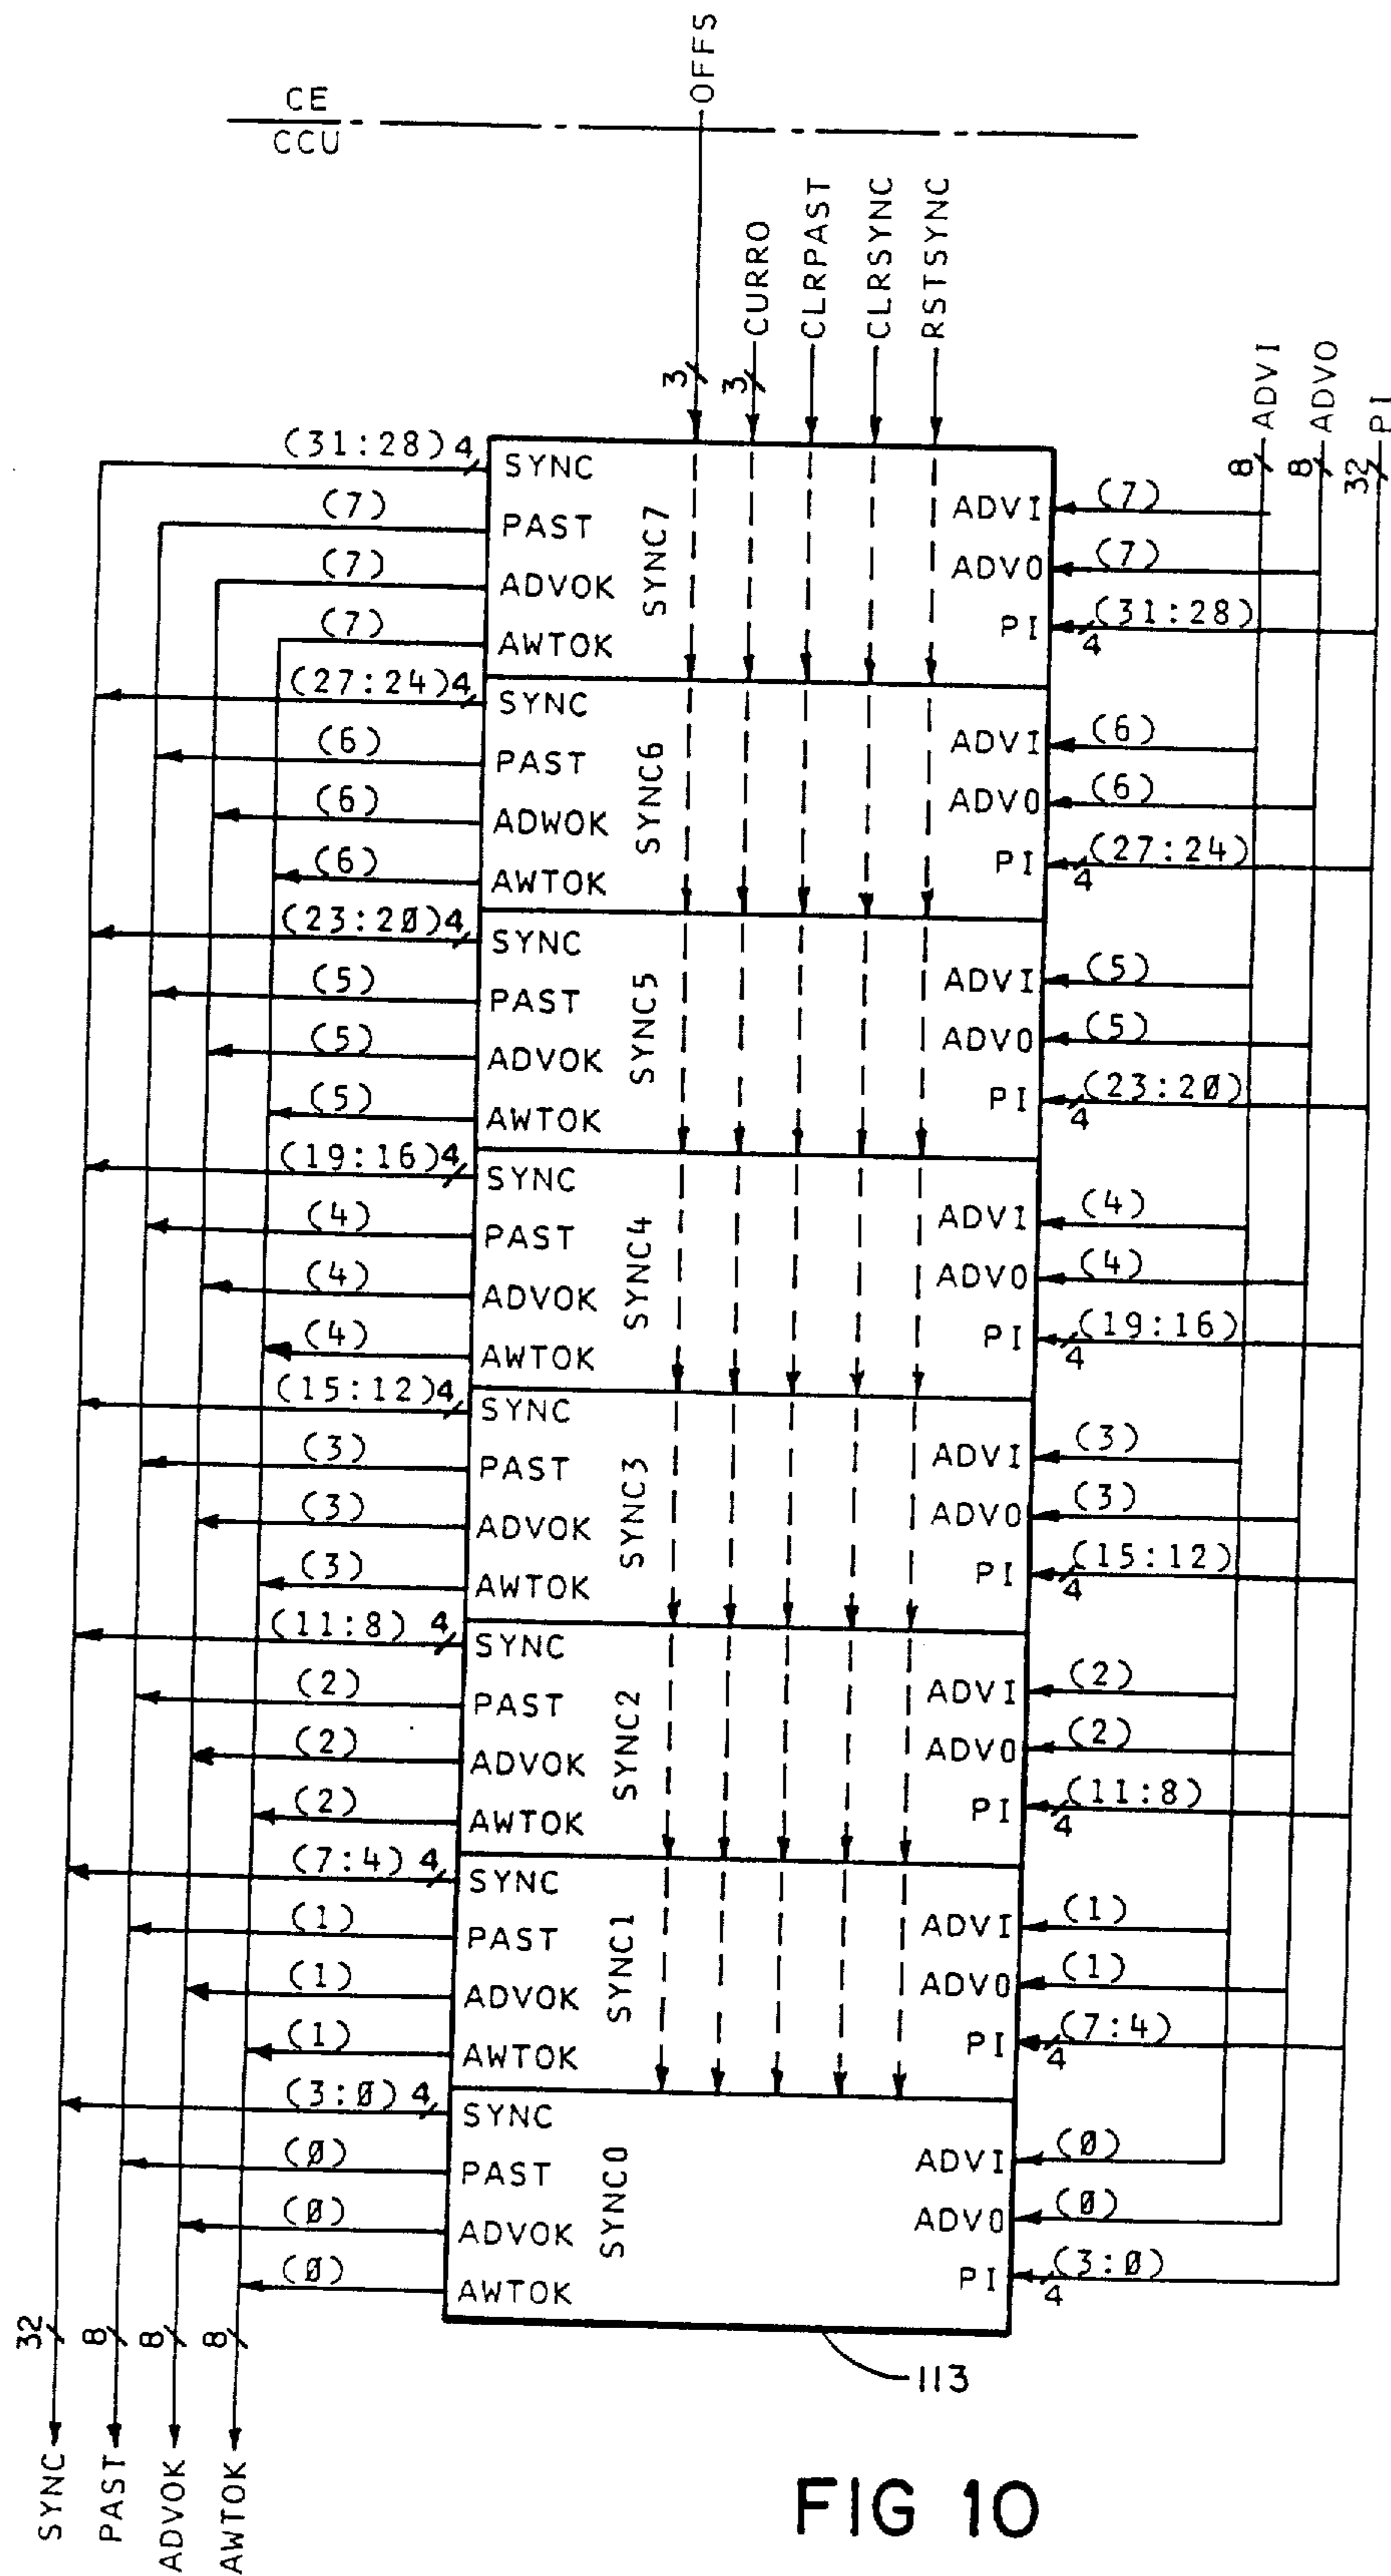 CE
CCU
OFFS
3
3
CURRO
CLRPAST
CLRSYNC
RSTSYNC
8
ADVI
8
ADVO
32
PI
(31:28) 4
SYNC
(7)
PAST
(7)
ADVOK
(7)
AWTOK
SYNC7
ADVI
(7)
ADVO
(7)
PI
(31:28)
4
(27:24) 4
SYNC
(6)
PAST
(6)
ADWOK
(6)
AWTOK
SYNC6
ADVI
(6)
ADVO
(6)
PI
(27:24)
4
(23:20) 4
SYNC
(5)
PAST
(5)
ADVOK
(5)
AWTOK
SYNC5
ADVI
(5)
ADVO
(5)
PI
(23:20)
4
(19:16) 4
SYNC
(4)
PAST
(4)
ADVOK
(4)
AWTOK
SYNC4
ADVI
(4)
ADVO
(4)
PI
(19:16)
4
(15:12) 4
SYNC
(3)
PAST
(3)
ADVOK
(3)
AWTOK
SYNC3
ADVI
(3)
ADVO
(3)
PI
(15:12)
4
(11:8) 4
SYNC
(2)
PAST
(2)
ADVOK
(2)
AWTOK
SYNC2
ADVI
(2)
ADVO
(2)
PI
(11:8)
4
(7:4) 4
SYNC
(1)
PAST
(1)
ADVOK
(1)
AWTOK
SYNC1
ADVI
(1)
ADVO
(1)
PI
(7:4)
4
(3:0) 4
SYNC
(0)
PAST
(0)
ADVOK
(0)
AWTOK
SYNC0
ADVI
(0)
ADVO
(0)
PI
(3:0)
4
32
SYNC
8
PAST
8
ADVOK
8
AWTOK
113
FIG 10